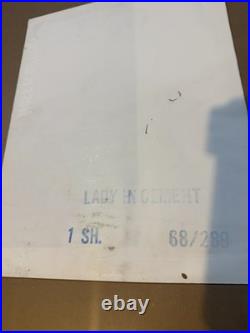 LADY IN CEMENT
1 SH. 68/289